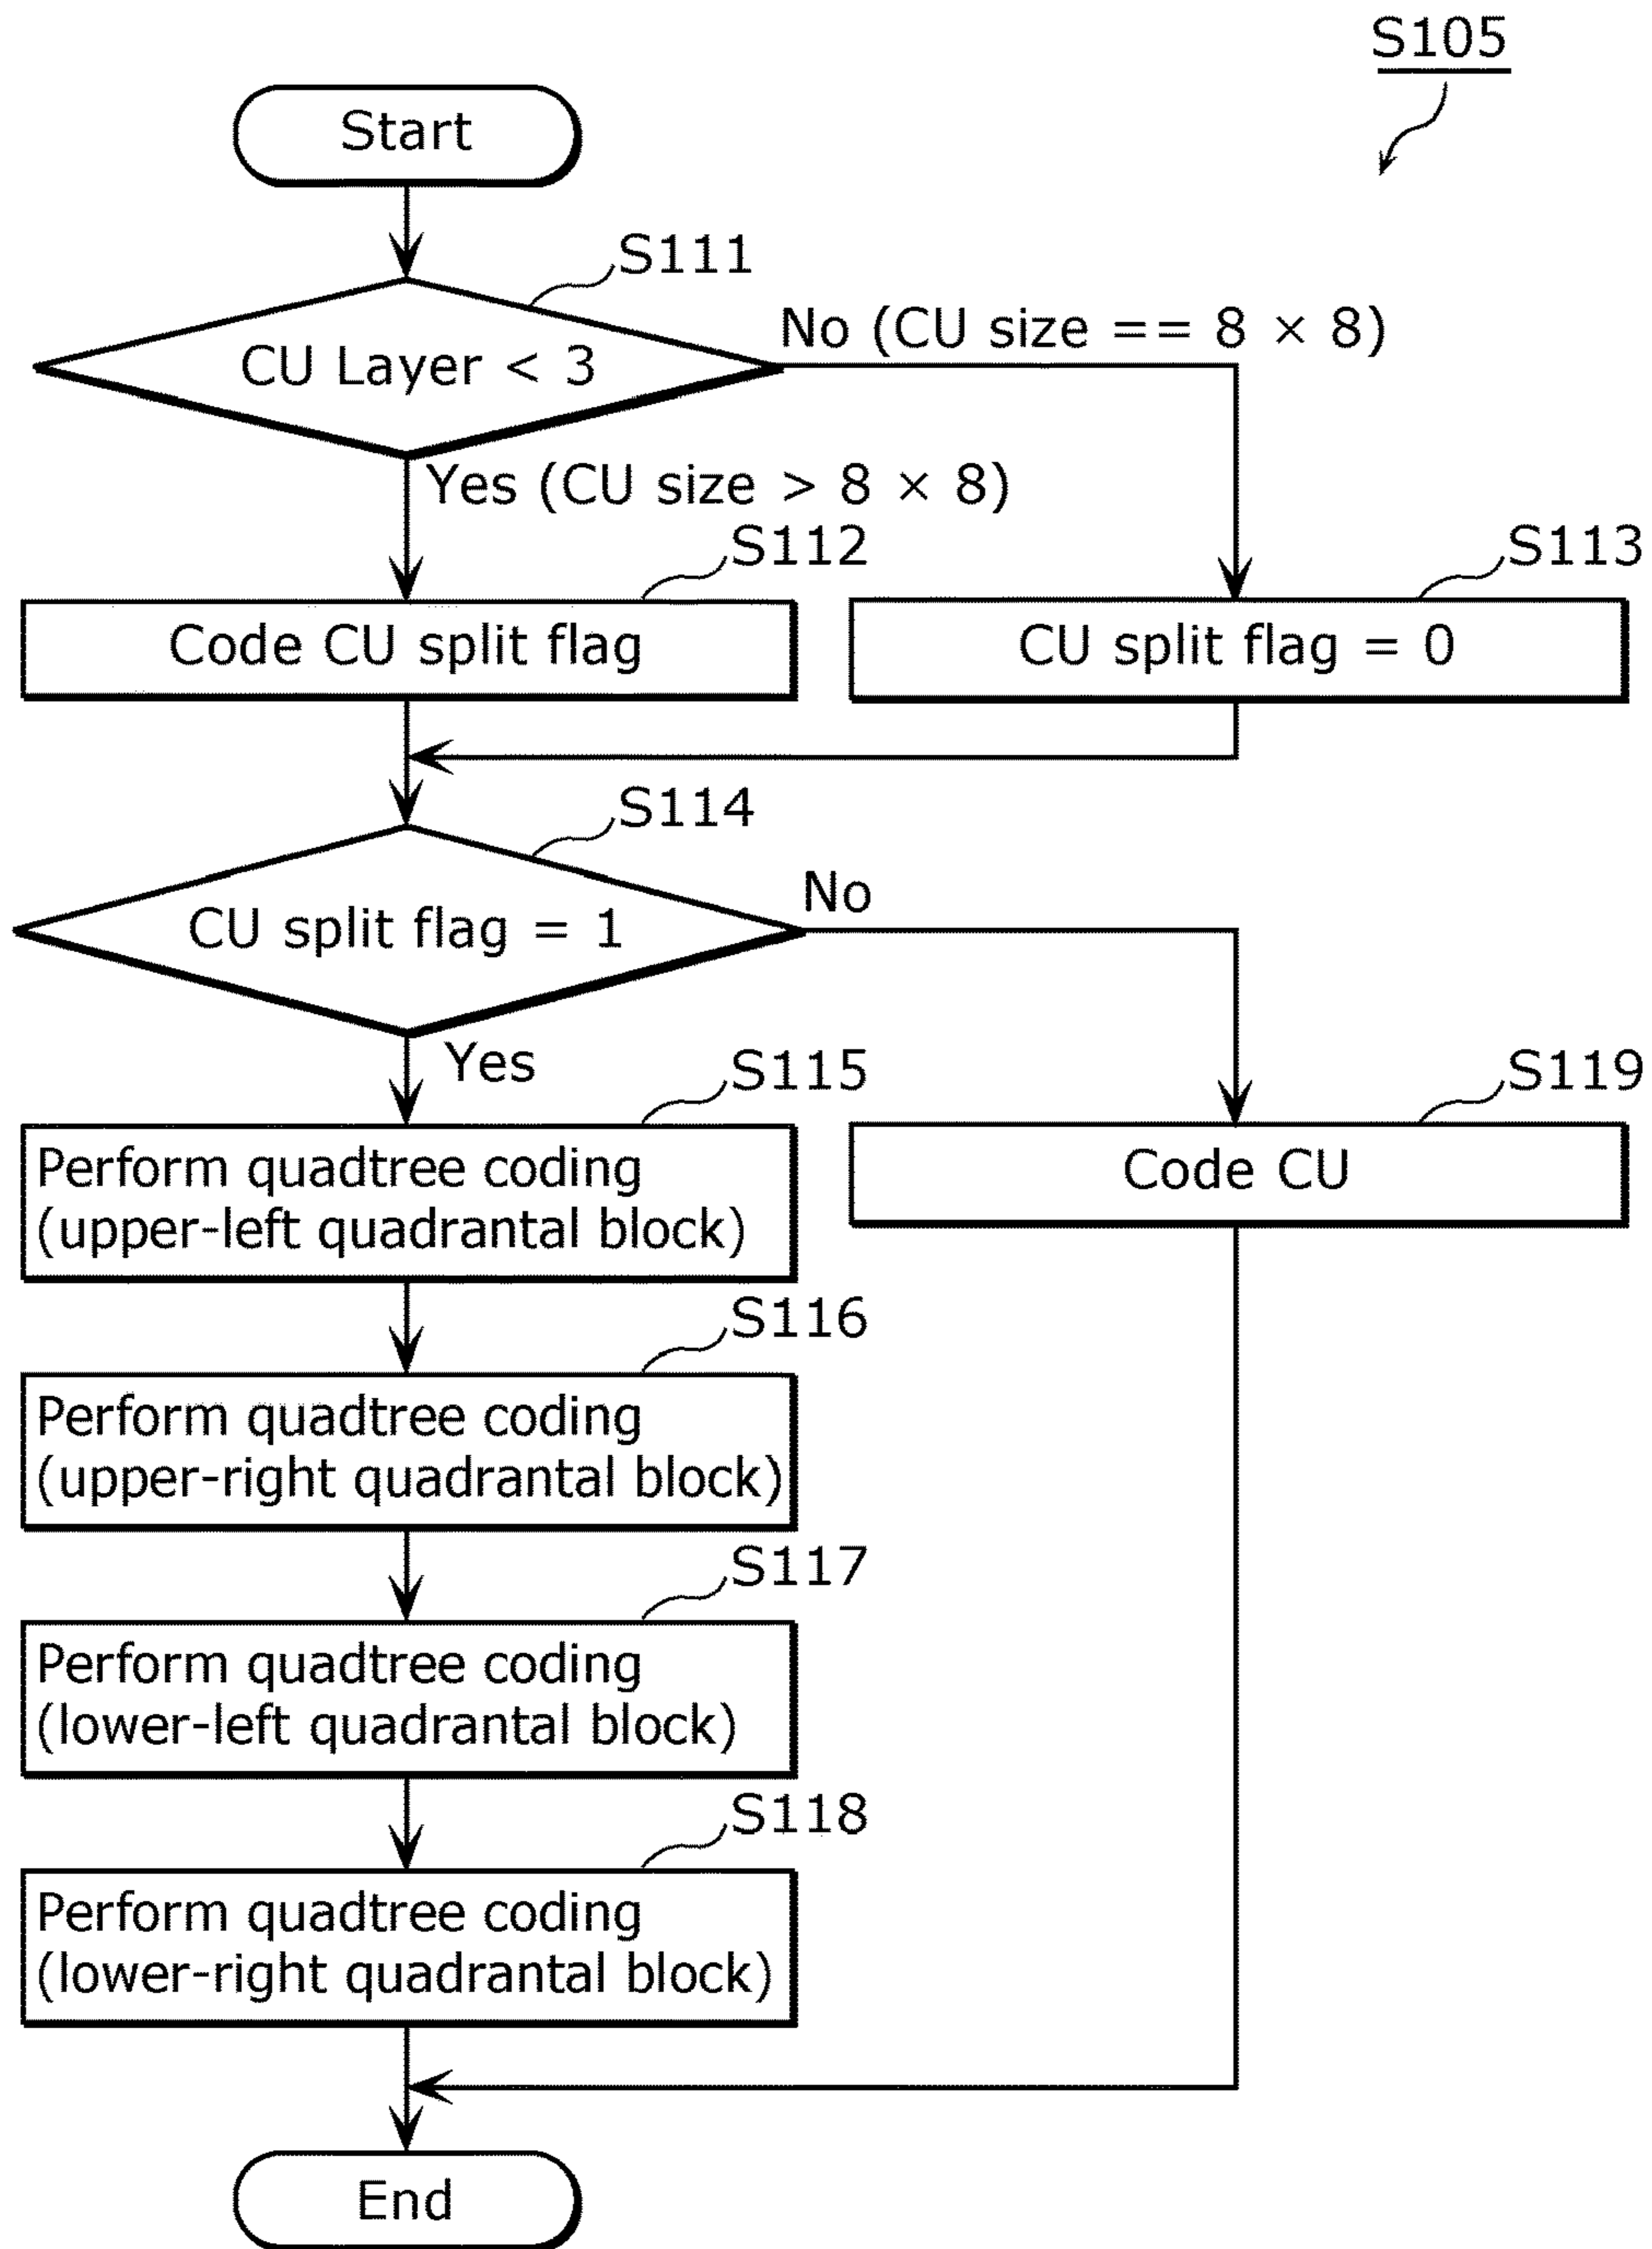 S105
Start
S111
CU Layer < 3
No (CU size == 8 × 8)
Yes (CU size > 8 × 8)
S112
Code CU split flag
S113
CU split flag = 0
S114
CU split flag = 1
No
Yes
S115
Perform quadtree coding
(upper-left quadrantal block)
S119
Code CU
S116
Perform quadtree coding
(upper-right quadrantal block)
S117
Perform quadtree coding
(lower-left quadrantal block)
S118
Perform quadtree coding
(lower-right quadrantal block)
End